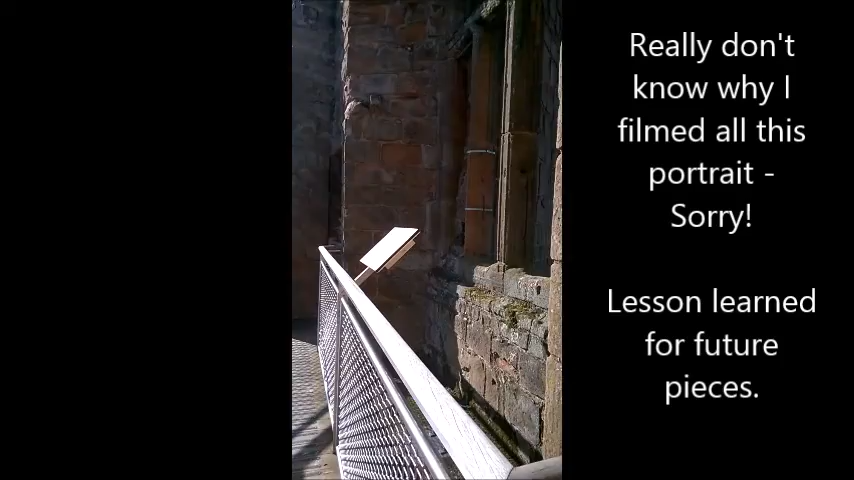 Really don't
know why I
filmed all this
portrait -
Sorry!
Lesson learned
for future
pieces.